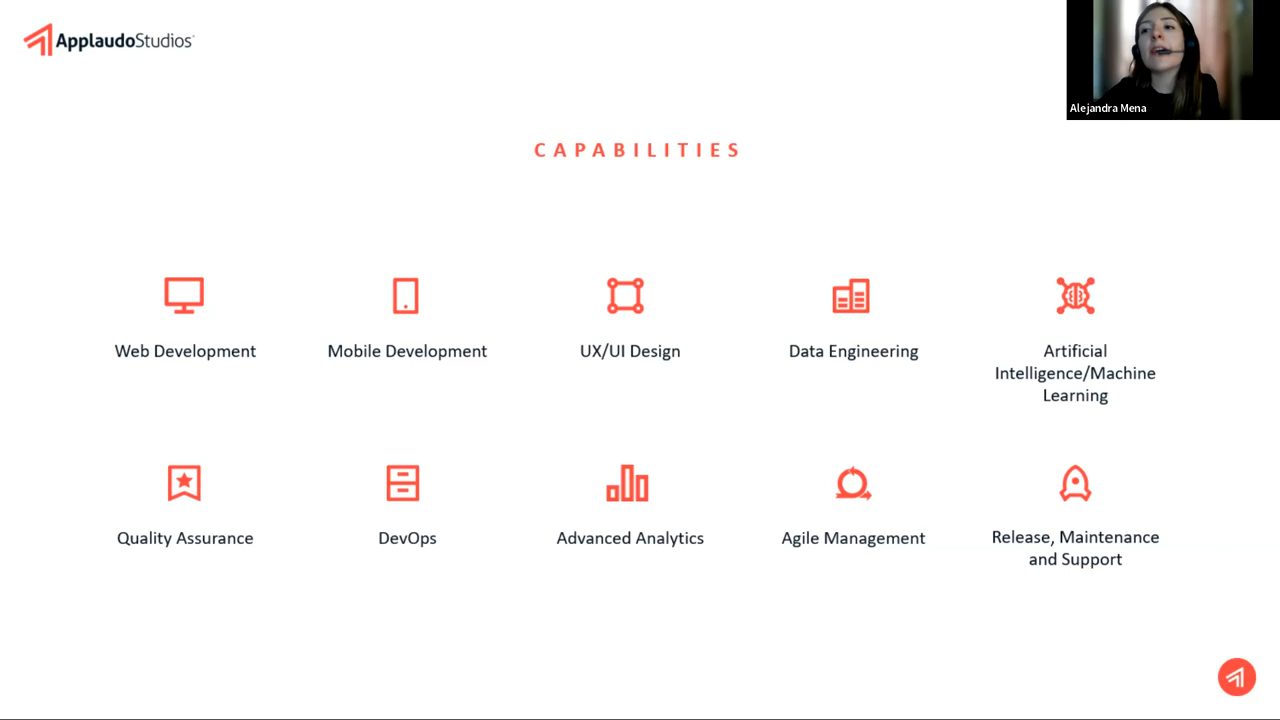 ApplaudoStudios
Alejandra Mena
CAPABILITIES
Web Development
Mobile Development
UX/UI Design
Data Engineering
Artificial
Intelligence/Machine
Learning
Quality Assurance
DevOps
Advanced Analytics
Agile Management
Release, Maintenance
and Support